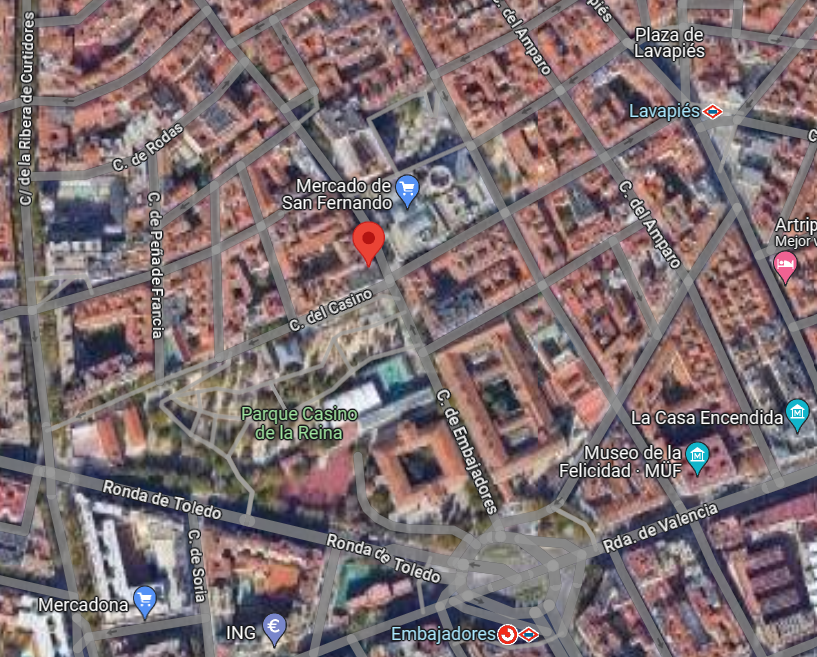 C/ de la Ribera de Curtidores
C. del Amparo
Plaza de
Lavapiés
Lavapiés
C. de Rodas
Mercado de
San Fernando
C. de Peña de Francia
C. del Amparo
Artrip
Mejor v
C. del Casino
Parque Casino
de la Reina
C. de Embajadores
La Casa Encendida
Museo de la
Felicidad · MÜF
Ronda de Toledo
Rda. de Valencia
Ronda de Toledo
C. de Soria
Mercadona
ING
€
Embajadores